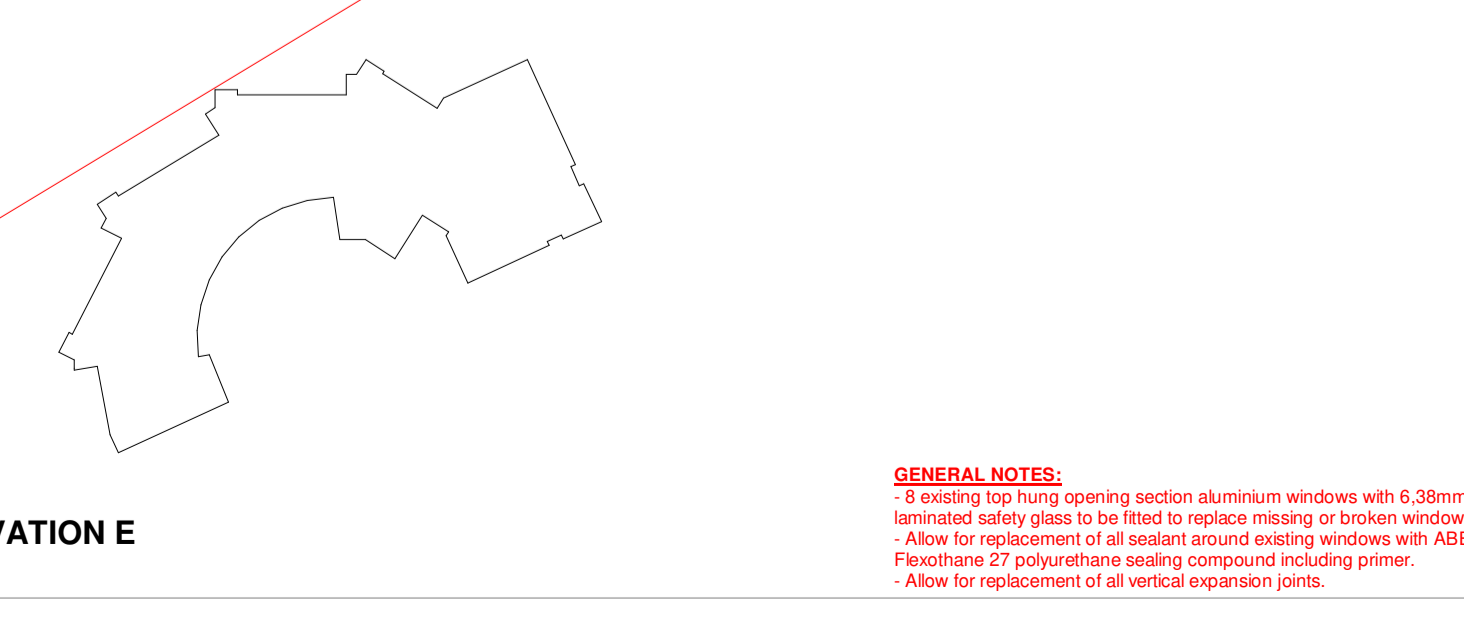 GENERAL NOTES:
- 8 existing top hung opening section aluminium windows with 6,38mm
laminated safety glass to be fitted to replace missing or broken window
- Allow for replacement of all sealant around existing windows with ABE
Flexothane 27 polyurethane sealing compound including primer.
- Allow for replacement of all vertical expansion joints.
VATION E